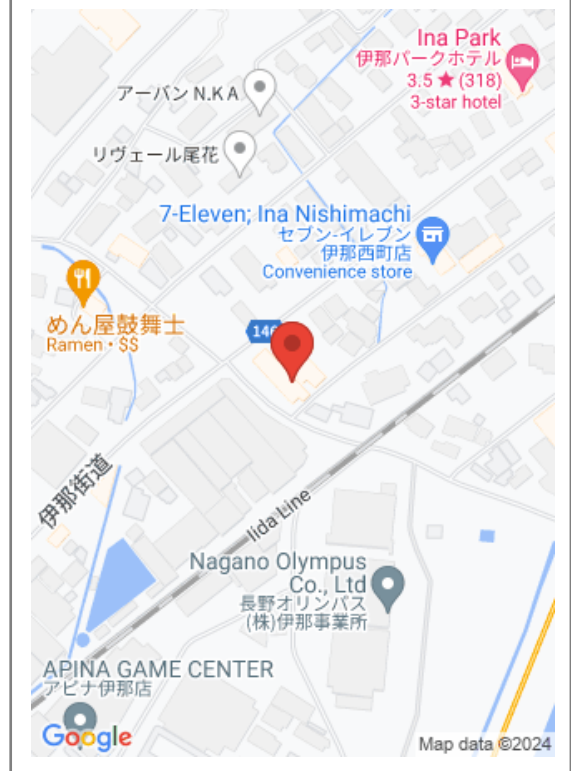 Ina Park
伊那パークホテル
3.5 ★ (318)
3-star hotel
アーバン N.K A
リヴェール尾花
7-Eleven; Ina Nishimachi
セブン-イレブン
伊那西町店
Convenience store
めん屋鼓舞士
Ramen • $$
146
伊那街道
Iida Line
Nagano Olympus
Co., Ltd
長野オリンパス
(株)伊那事業所
APINA GAME CENTER
アピナ伊那店
Google
Map data ©2024